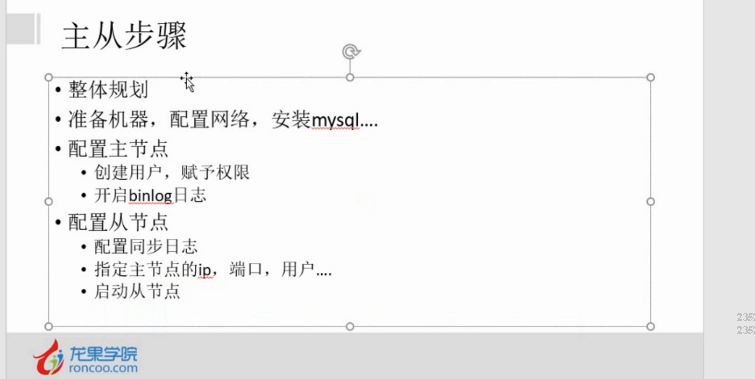 主从步骤
• 整体规划
• 准备机器，配置网络，安装mysql....
• 配置主节点
• 创建用户，赋予权限
• 开启binlog日志
• 配置从节点
• 配置同步日志
• 指定主节点的ip，端口，用户....
• 启动从节点
龙果学院
roncoo.com